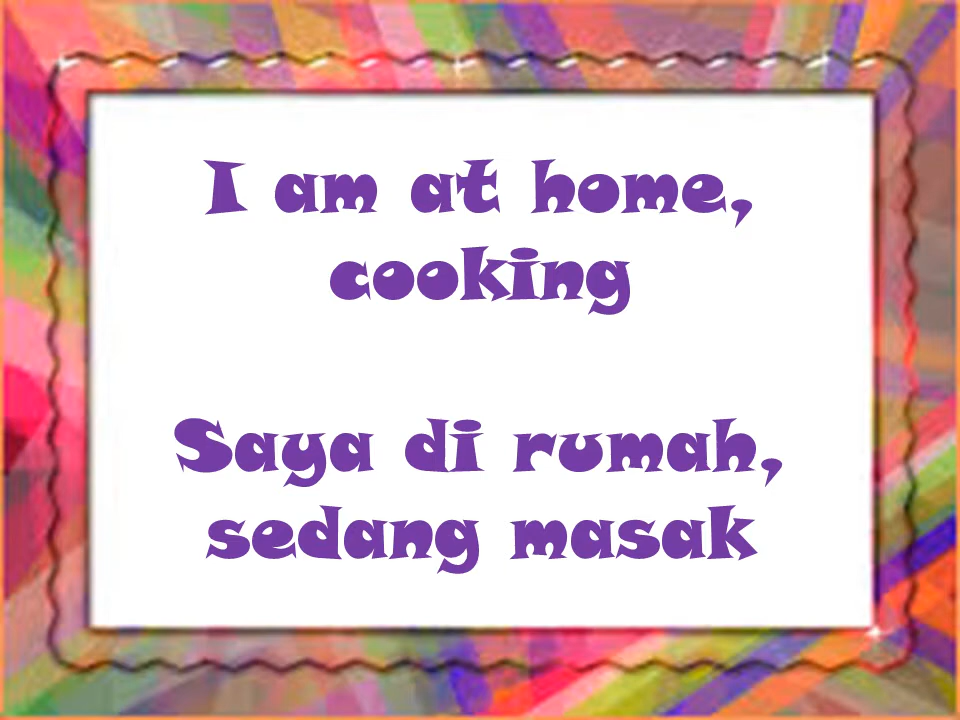 I am at home,
cooking
Saya di rumah,
sedang masak